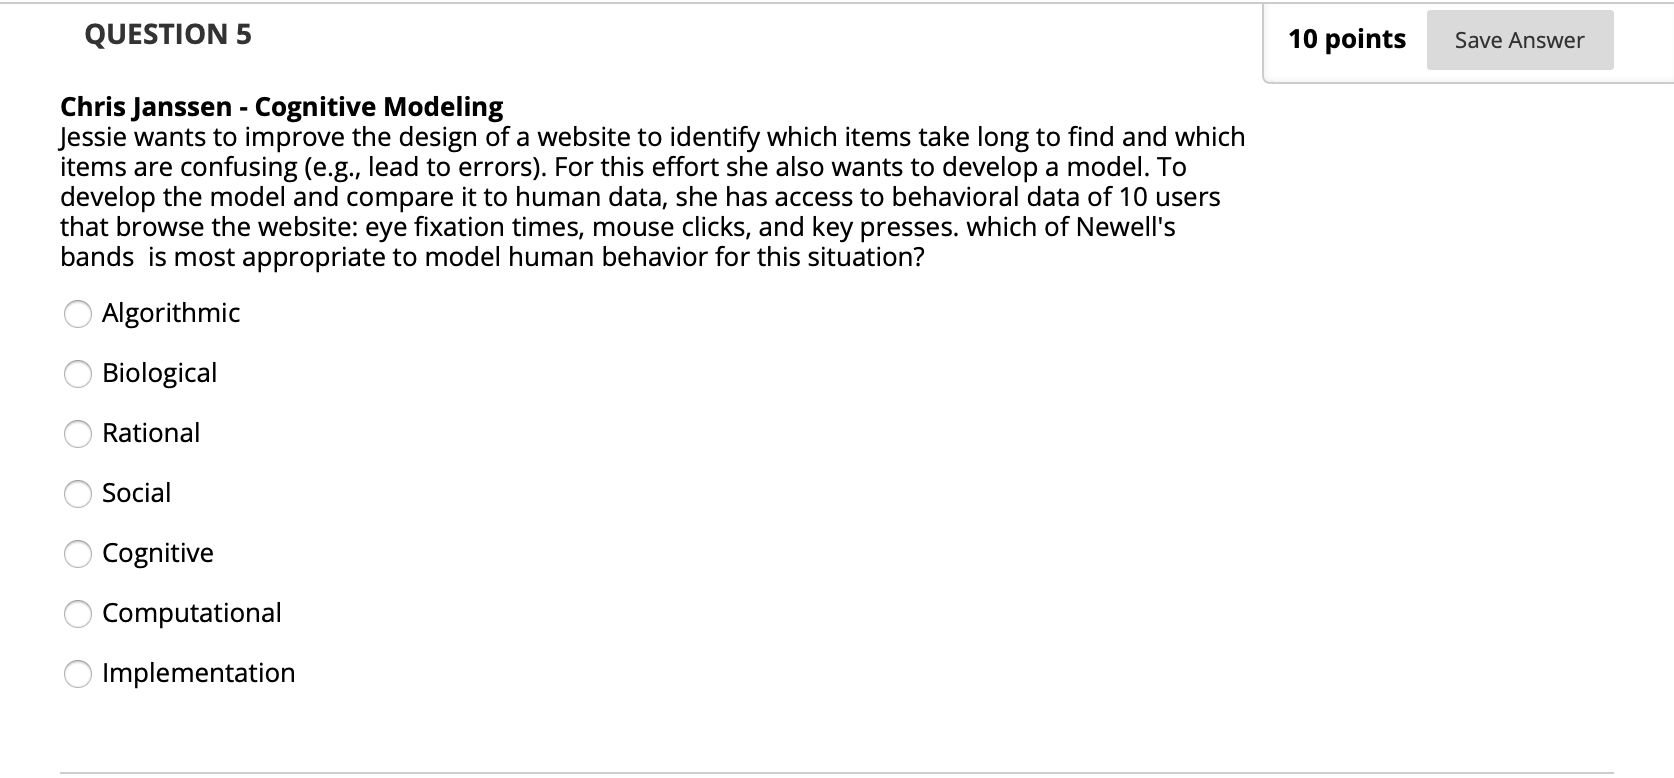 QUESTION 5
10 points
Save Answer
Chris Janssen - Cognitive Modeling
Jessie wants to improve the design of a website to identify which items take long to find and which
items are confusing (e.g., lead to errors). For this effort she also wants to develop a model. To
develop the model and compare it to human data, she has access to behavioral data of 10 users
that browse the website: eye fixation times, mouse clicks, and key presses. which of Newell's
bands  is most appropriate to model human behavior for this situation?
Algorithmic
Biological
Rational
Social
Cognitive
Computational
Implementation